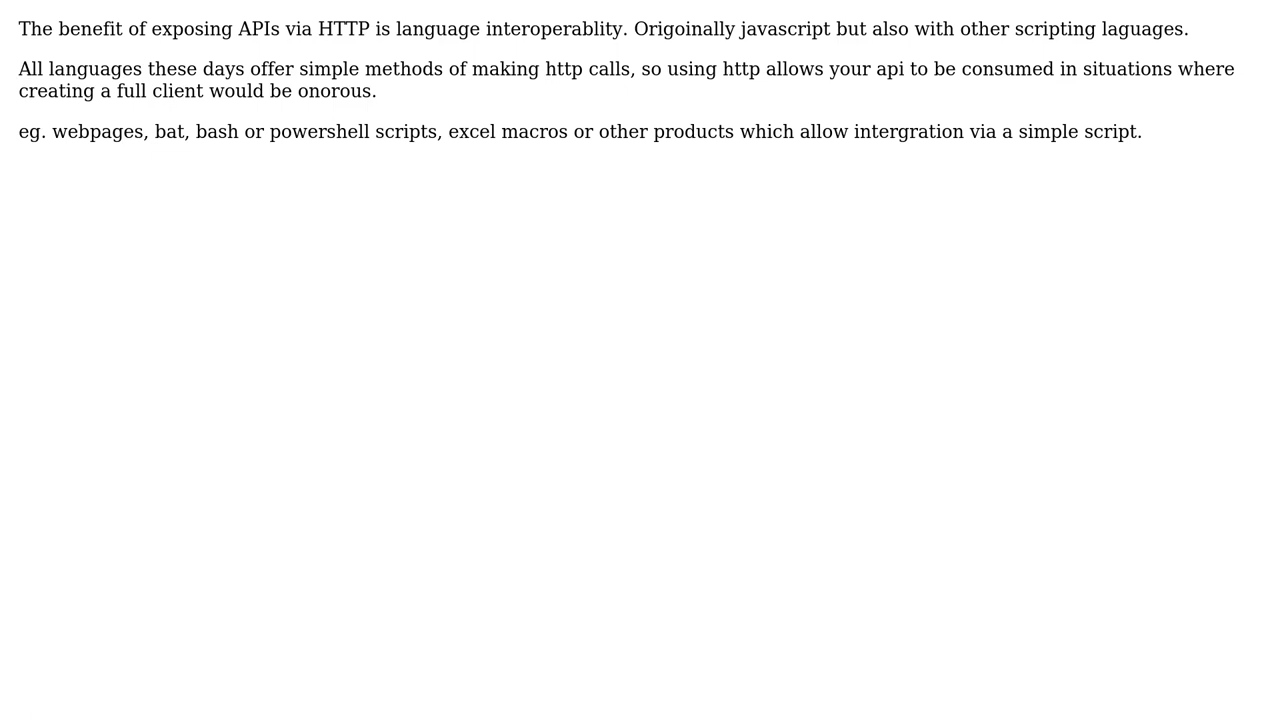 The benefit of exposing APIs via HTTP is language interoperablity. Origoinally javascript but also with other scripting laguages.
All languages these days offer simple methods of making http calls, so using http allows your api to be consumed in situations where
creating a full client would be onorous.
eg. webpages, bat, bash or powershell scripts, excel macros or other products which allow intergration via a simple script.